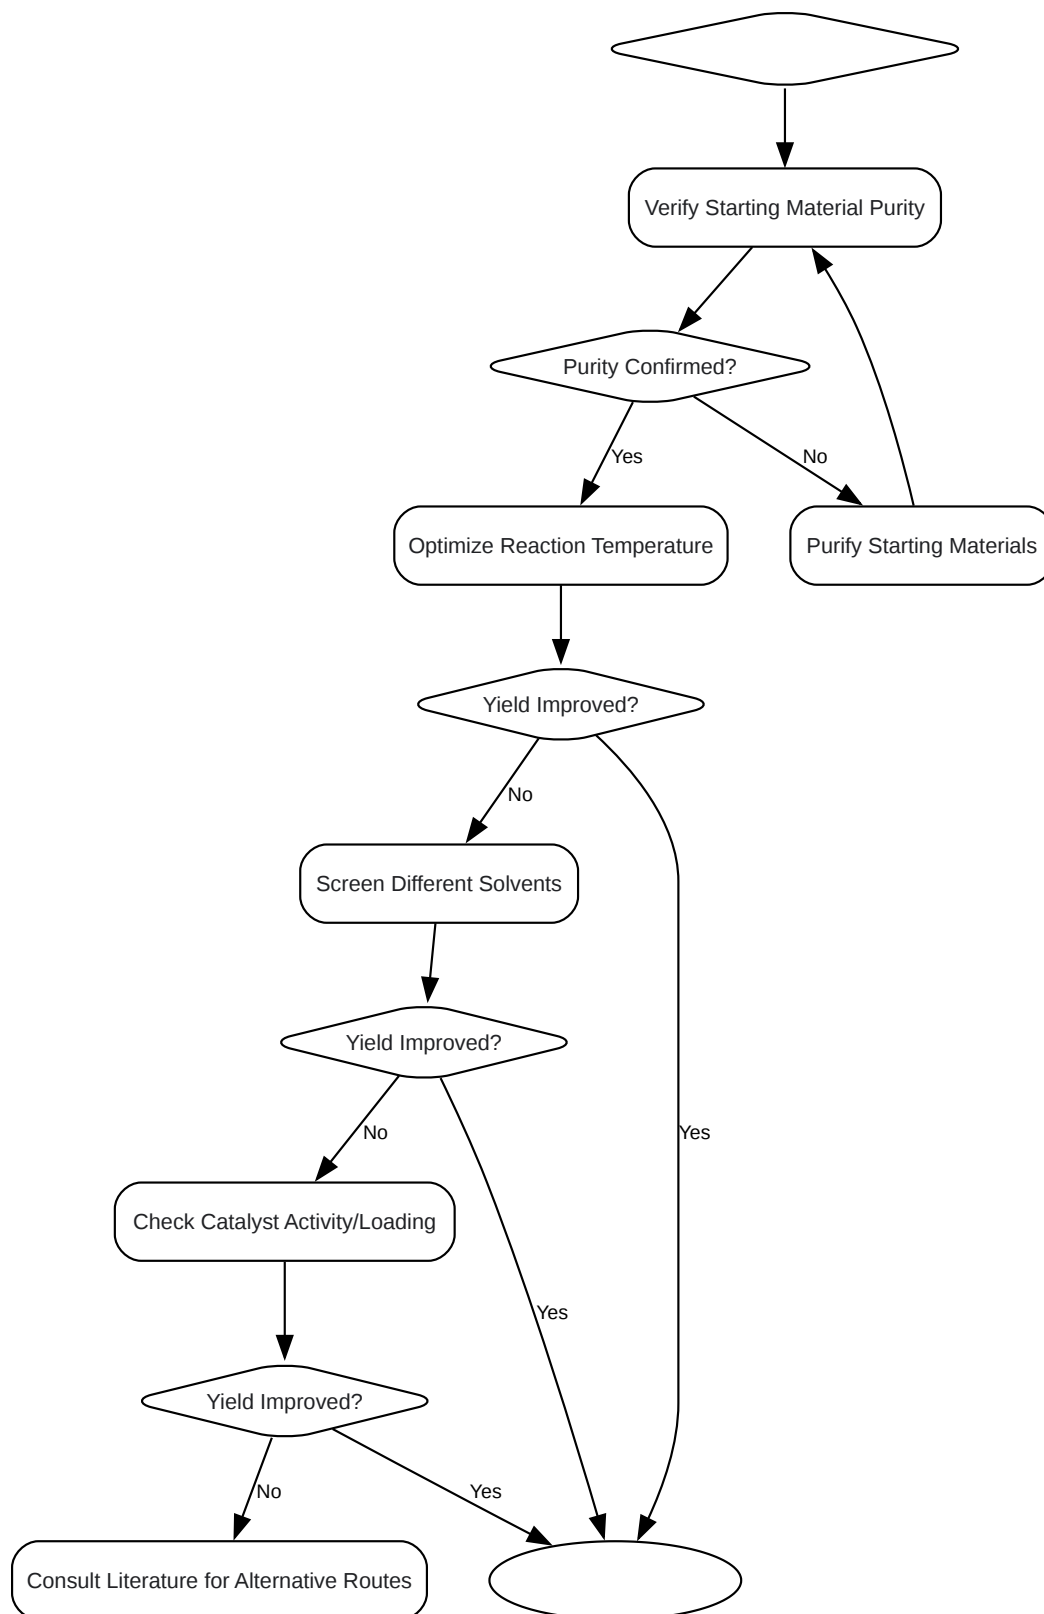 Verify Starting Material Purity
Purity Confirmed?
Yes
No
Optimize Reaction Temperature
Purify Starting Materials
Yield Improved?
No
Screen Different Solvents
Yield Improved?
No
Yes
Check Catalyst Activity/Loading
Yes
Yield Improved?
No
Yes
Consult Literature for Alternative Routes